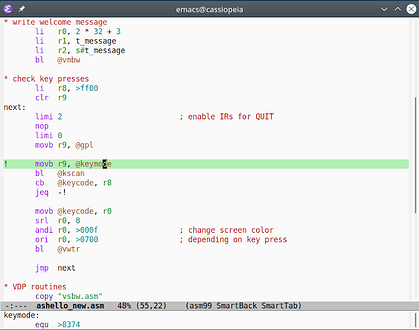 emacs@cassiopeia
* write welcome message
li r0, 2 * 32 + 3
li r1, t_message
li r2, s#t_message
bl @vmbw
* check key presses
li r8, >ff00
clr r9
next:
limi 2 ; enable IRs for QUIT
nop
limi 0
movb r9, @gpl
! movb r9, @keymode
bl @kscan
cb @keycode, r8
jeq -!
movb @keycode, r0
srl r0, 8
andi r0, >000f ; change screen color
ori r0, >0700 ; depending on key press
bl @vwtr
jmp next
* VDP routines
copy "vsbw.asm"
-:--- ashello_new.asm 48% (55,22) (asm99 SmartBack SmartTab)
keymode:
equ >8374